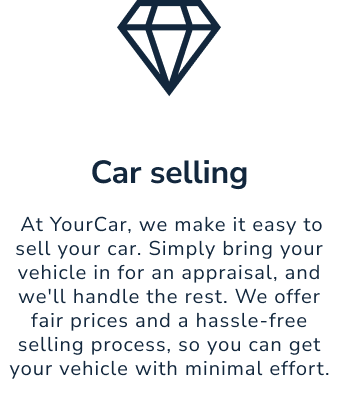 Car selling
At YourCar, we make it easy to
sell your car. Simply bring your
vehicle in for an appraisal, and
we'll handle the rest. We offer
fair prices and a hassle-free
selling process, so you can get
your vehicle with minimal effort.